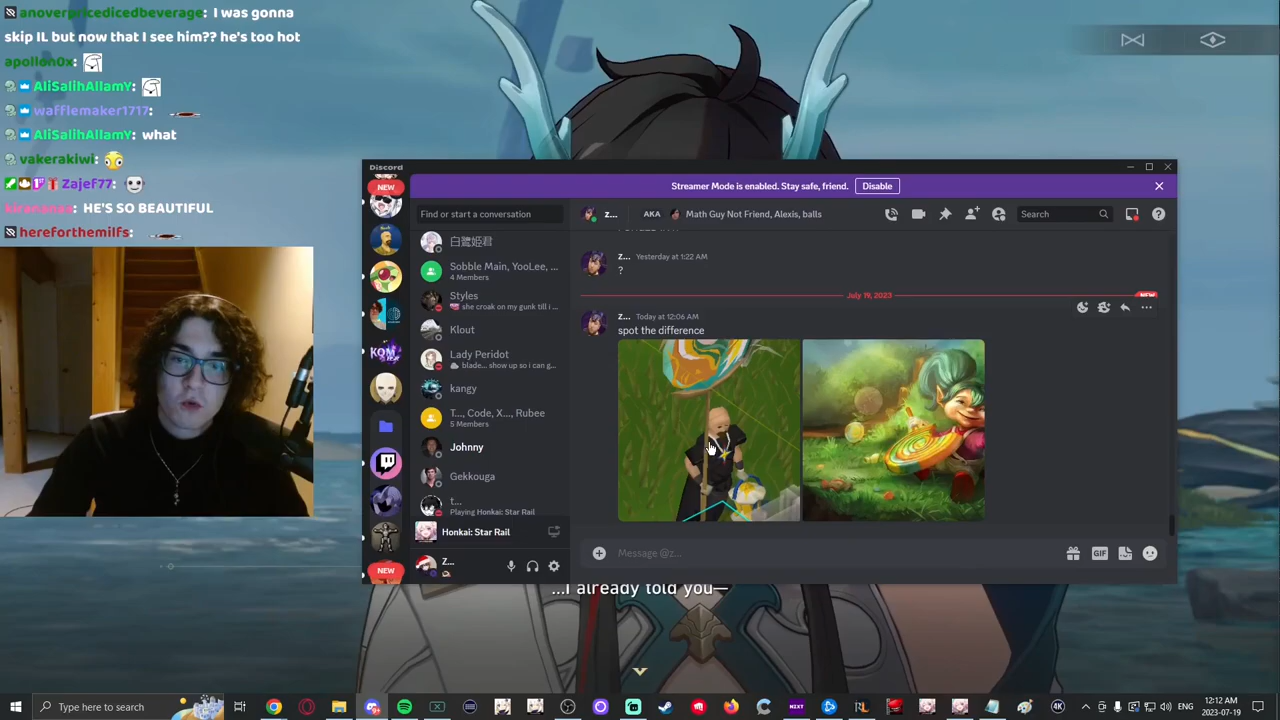 anoverpricedicedbeverage: I was gonna
skip IL but now that I see him?? he's too hot
apollon0x:
AliSalihAllamY:
wafflemaker1717:
AliSalihAllamY: what
vakerakiwi:
Zajef77:
HE'S SO BEAUTIFUL
hereforthemilfs:
Discord
NEW
Streamer Mode is enabled. Stay safe, friend. Disable
Find or start a conversation
z... AKA Math Guy Not Friend, Alexis, balls
Search
白鷺姫君
Sobble Main, YooLee, ...
4 Members
Styles
she croak on my gunk till i ...
Klout
Lady Peridot
blade... show up so i can g...
kangy
T..., Code, X..., Rubee
5 Members
Johnny
Gekkouga
t...
Playing Honkai: Star Rail
Honkai: Star Rail
Z...
NEW
z... Yesterday at 1:22 AM
?
July 19, 2023
NEW
z... Today at 12:06 AM
spot the difference
Message @z...
GIF
...I already told you—
Type here to search
4K
ENG
12:12 AM
2023-07-19